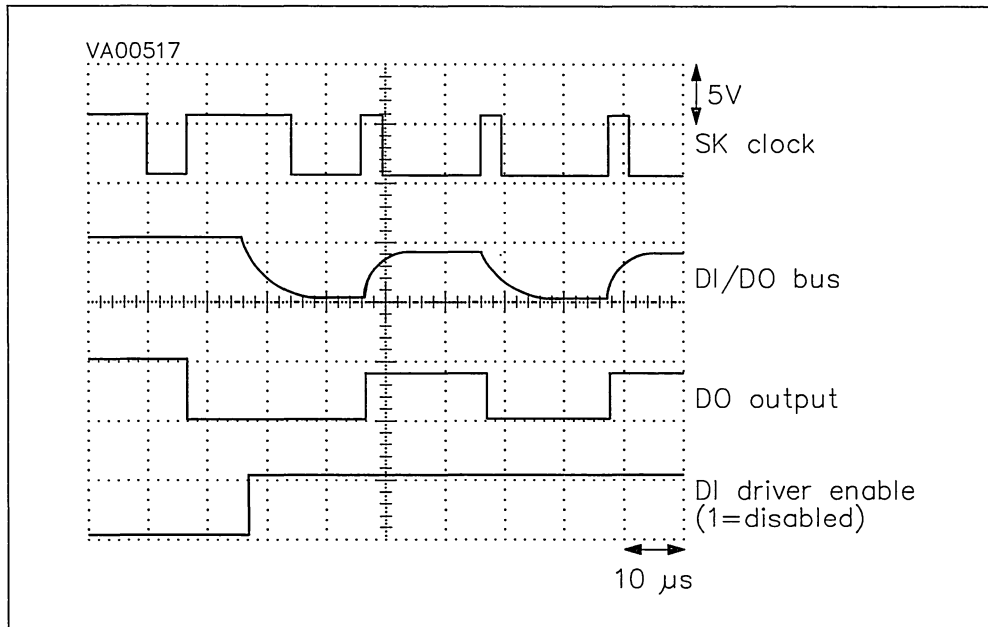 VA00517
5V
SK clock
DI/DO bus
DO output
DI driver enable
(1=disabled)
10 µs